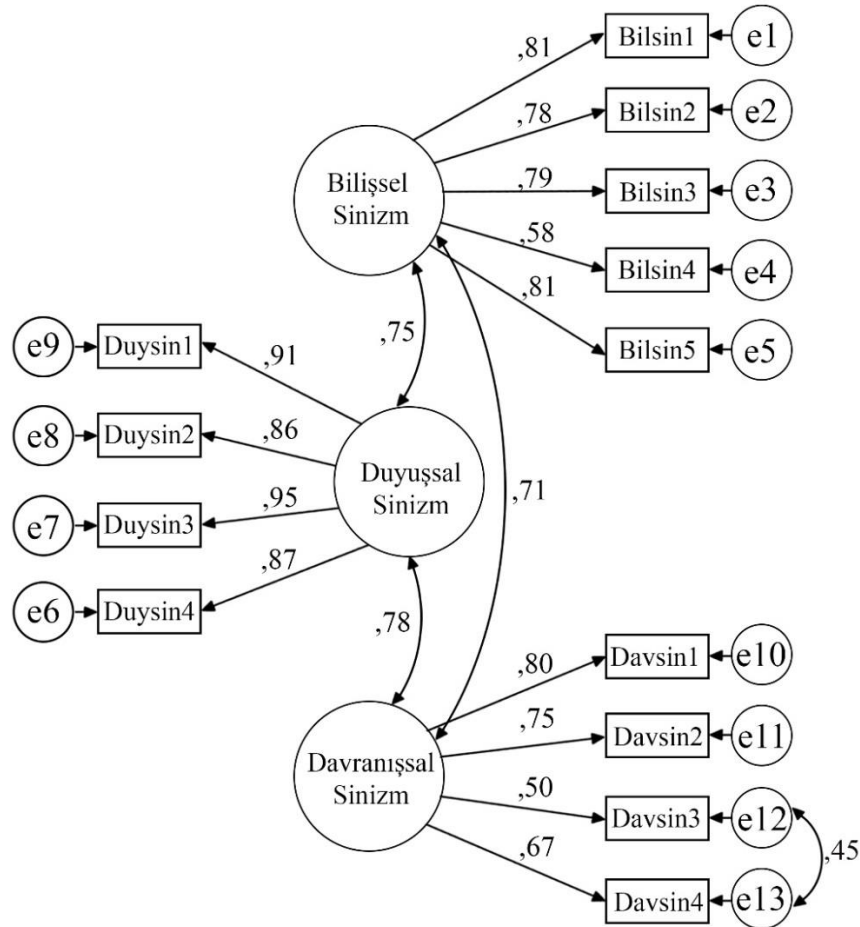 ,81
Bilsin1
e1
,78
Bilsin2
e2
Bilişsel
Sinizm
,79
Bilsin3
e3
,58
Bilsin4
e4
,81
Bilsin5
e5
,75
e9
Duysin1
,91
e8
Duysin2
,86
Duyuşsal
Sinizm
,71
e7
Duysin3
,95
e6
Duysin4
,87
,78
,80
Davsin1
e10
,75
Davsin2
e11
Davranışsal
Sinizm
,50
Davsin3
e12
,45
,67
Davsin4
e13